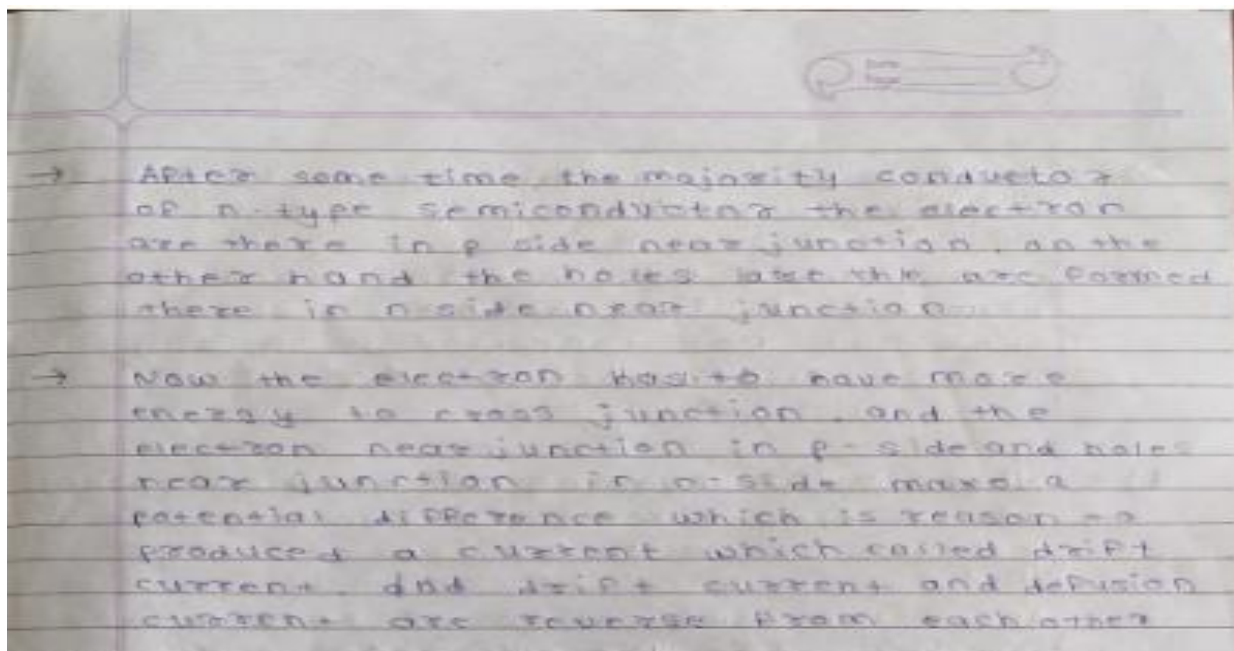 → After some time the majority conductor
of n-type semiconductor the electron
are there in p side near junction. on the
other hand the holes are formed
there in n side near junction.
→ Now the electron has to have more
energy to cross junction. and the
electron near junction in p-side and holes
near junction in n-side make a
potential difference which is reason to
produced a current which called drift
current. and drift current and defusion
current are reverse from each other